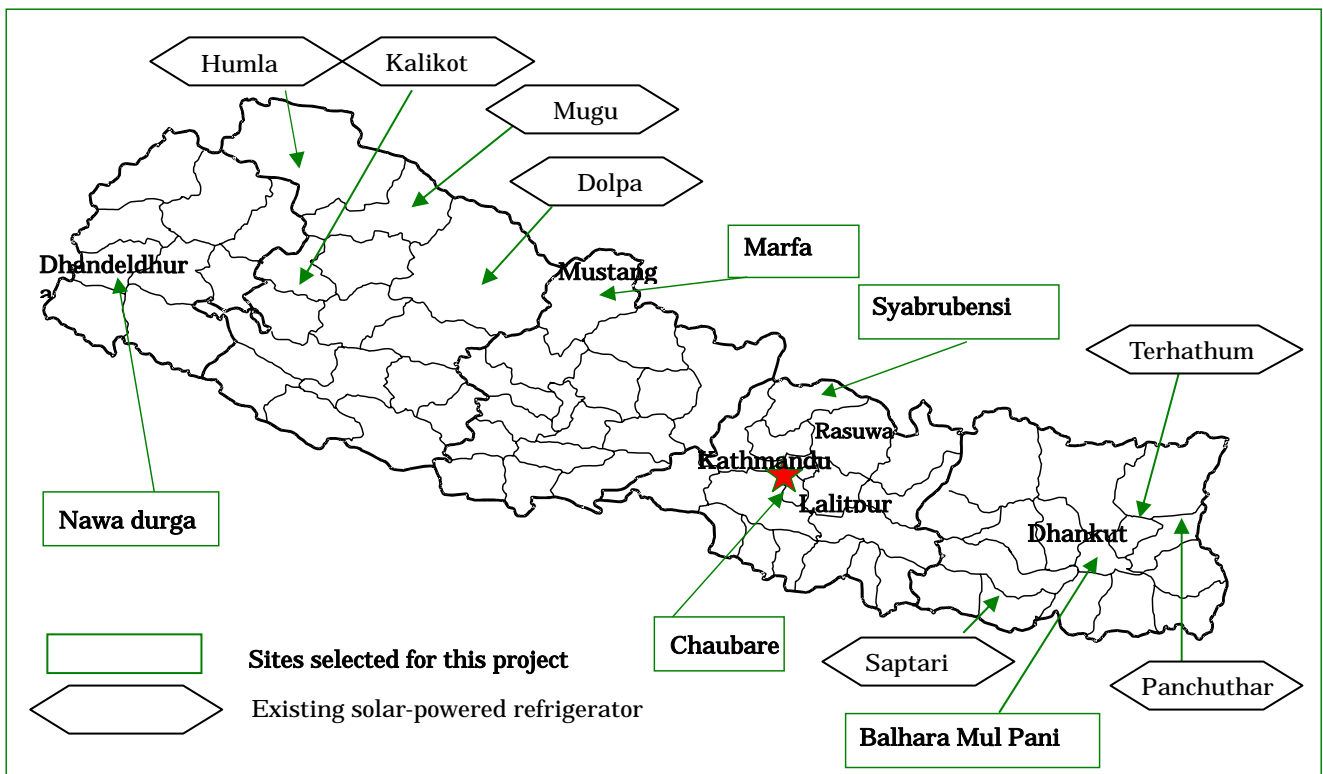 Humla
Kalikot
Mugu
Dolpa
Marfa
Dhandeldhur
a
Mustang
Syabrubensi
Terhathum
Rasuwa
Kathmandu
Nawa durga
Lalitpur
Dhankut
Chaubare
Sites selected for this project
Saptari
Panchuthar
Existing solar-powered refrigerator
Balhara Mul Pani